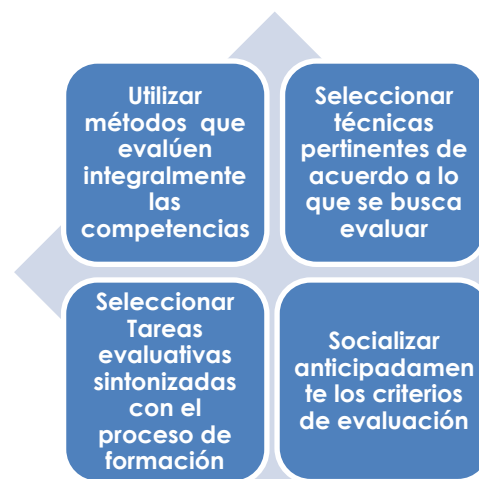 Utilizar
métodos que
evalúen
integralmente
las
competencias
Seleccionar
técnicas
pertinentes de
acuerdo a lo
que se busca
evaluar
Seleccionar
Tareas
evaluativas
sintonizadas
con el
proceso de
formación
Socializar
anticipadamen
te los criterios
de evaluación